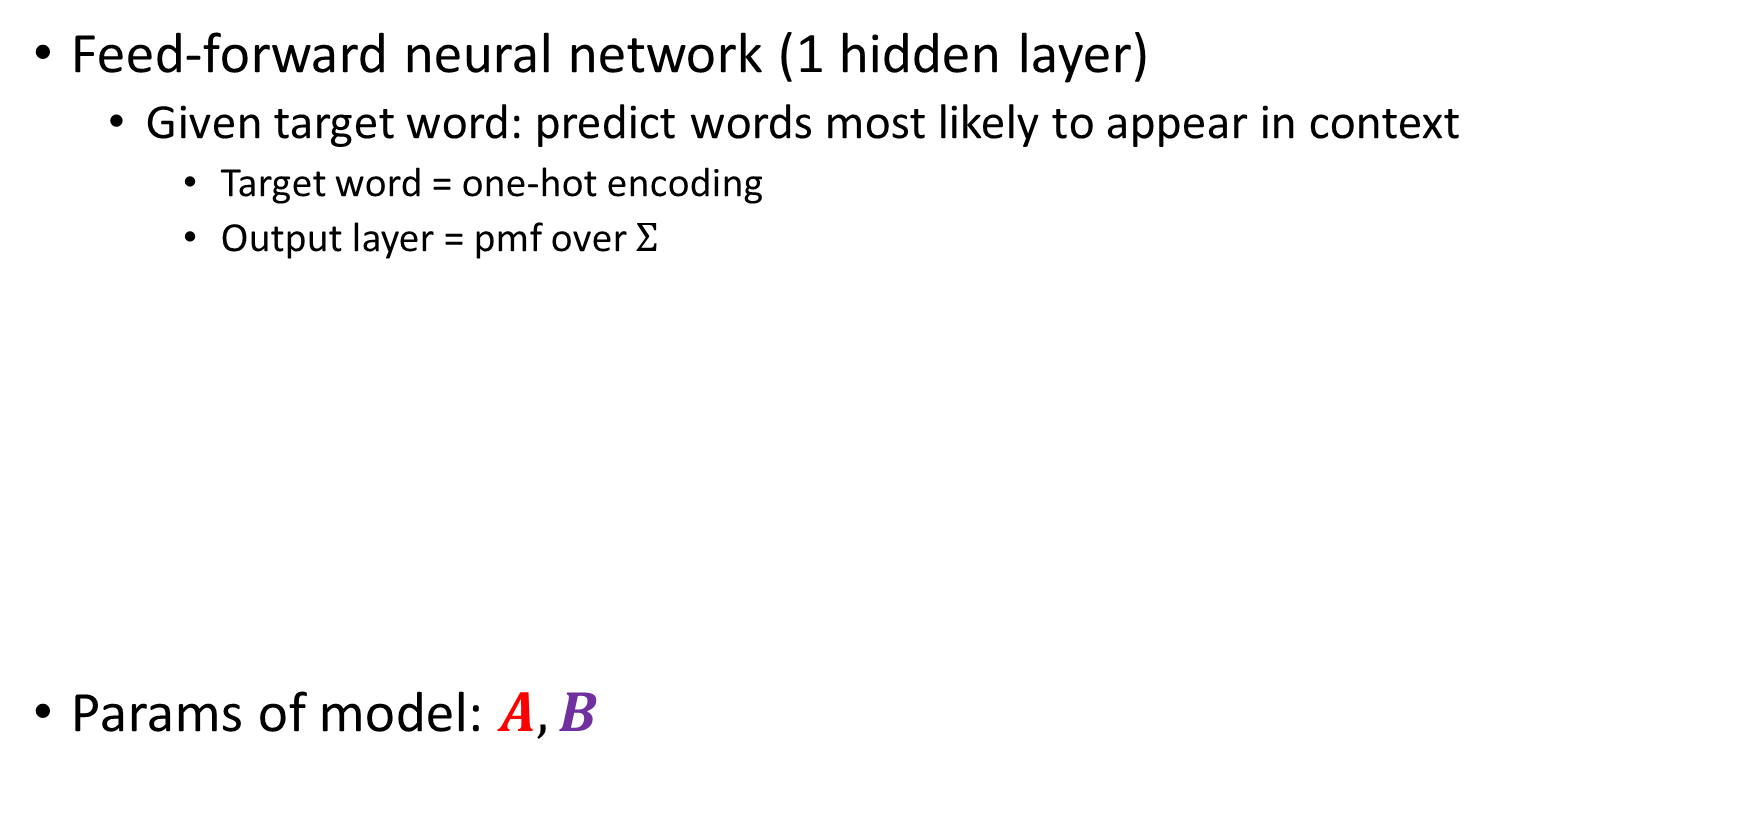 • Feed-forward neural network (1 hidden layer)
• Given target word: predict words most likely to appear in context
• Target word = one-hot encoding
• Output layer = pmf over Σ
• Params of model: A, B